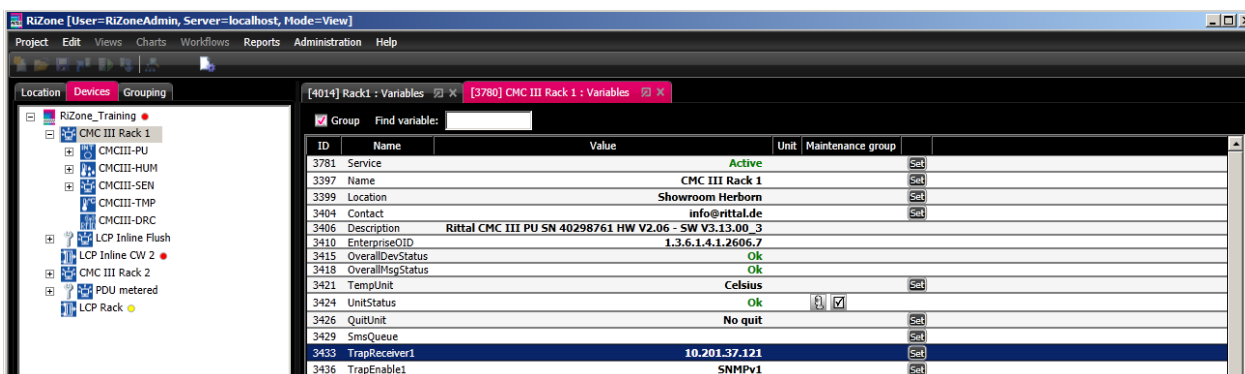 RiZone [User=RiZoneAdmin, Server=localhost, Mode=View]
Project Edit Views Charts Workflows Reports Administration Help
Location Devices Grouping
RiZone_Training
CMC III Rack 1
CMCIII-PU
CMCIII-HUM
CMCIII-SEN
CMCIII-TMP
CMCIII-DRC
LCP Inline Flush
LCP Inline CW 2
CMC III Rack 2
PDU metered
LCP Rack
[4014] Rack1 : Variables [3780] CMC III Rack 1 : Variables
Group Find variable:
ID Name Value Unit Maintenance group
3781 Service Active Set
3397 Name CMC III Rack 1 Set
3399 Location Showroom Herborn Set
3404 Contact info@rittal.de Set
3406 Description Rittal CMC III PU SN 40298761 HW V2.06 - SW V3.13.00_3
3410 EnterpriseOID 1.3.6.1.4.1.2606.7
3415 OverallDevStatus Ok
3418 OverallMsgStatus Ok
3421 TempUnit Celsius Set
3424 UnitStatus Ok
3426 QuitUnit No quit Set
3429 SmsQueue Set
3433 TrapReceiver1 10.201.37.121 Set
3436 TrapEnable1 SNMPv1 Set